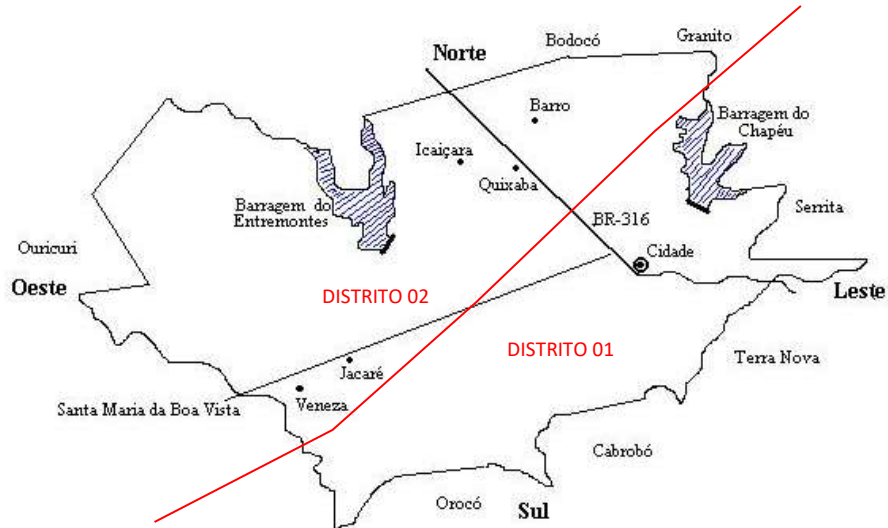 Granito
Bodocó
Norte
Barro
Barragem do
Chapéu
Icaiçara
Quixaba
Barragem do
Entremontes
Serrita
BR-316
Ouricuri
Cidade
Oeste
Leste
DISTRITO 02
DISTRITO 01
Terra Nova
Jacaré
Veneza
Santa Maria da Boa Vista
Cabrobó
Orocó
Sul